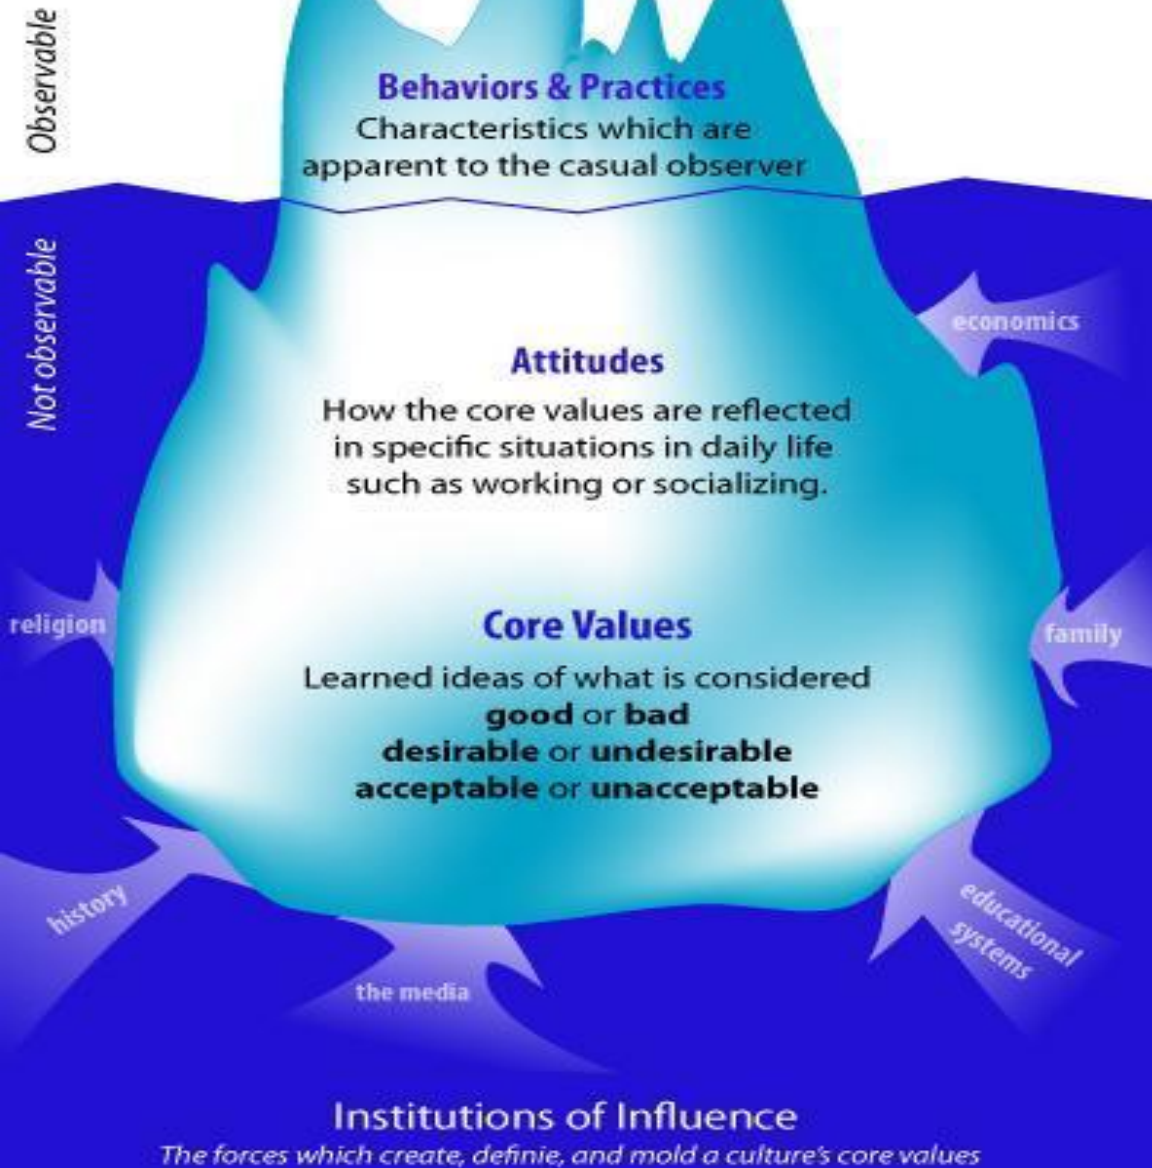 Observable
Behaviors & Practices
Characteristics which are
apparent to the casual observer
Not observable
economics
Attitudes
How the core values are reflected
in specific situations in daily life
such as working or socializing.
religion
family
Core Values
Learned ideas of what is considered
good or bad
desirable or undesirable
acceptable or unacceptable
history
educational
systems
the media
Institutions of Influence
The forces which create, definie, and mold a culture's core values